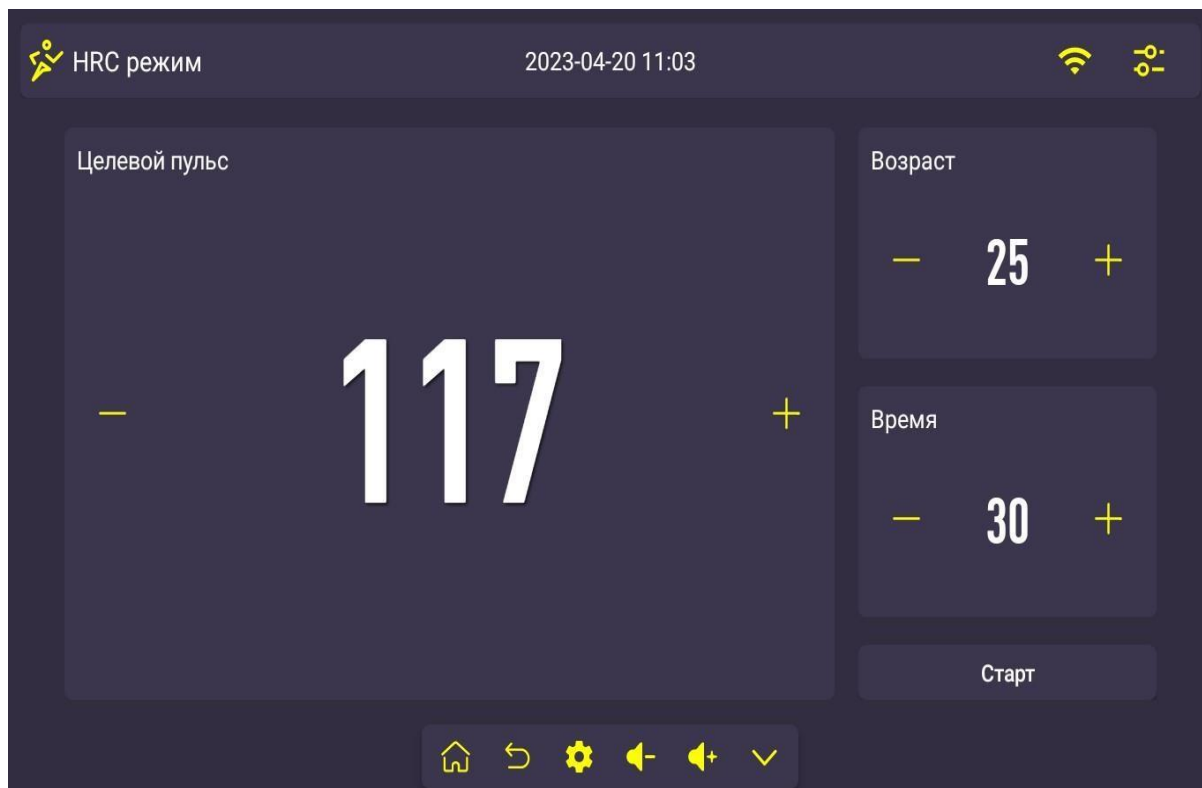 HRC режим
2023-04-20 11:03
Целевой пульс
117
Возраст
25
Время
30
Старт